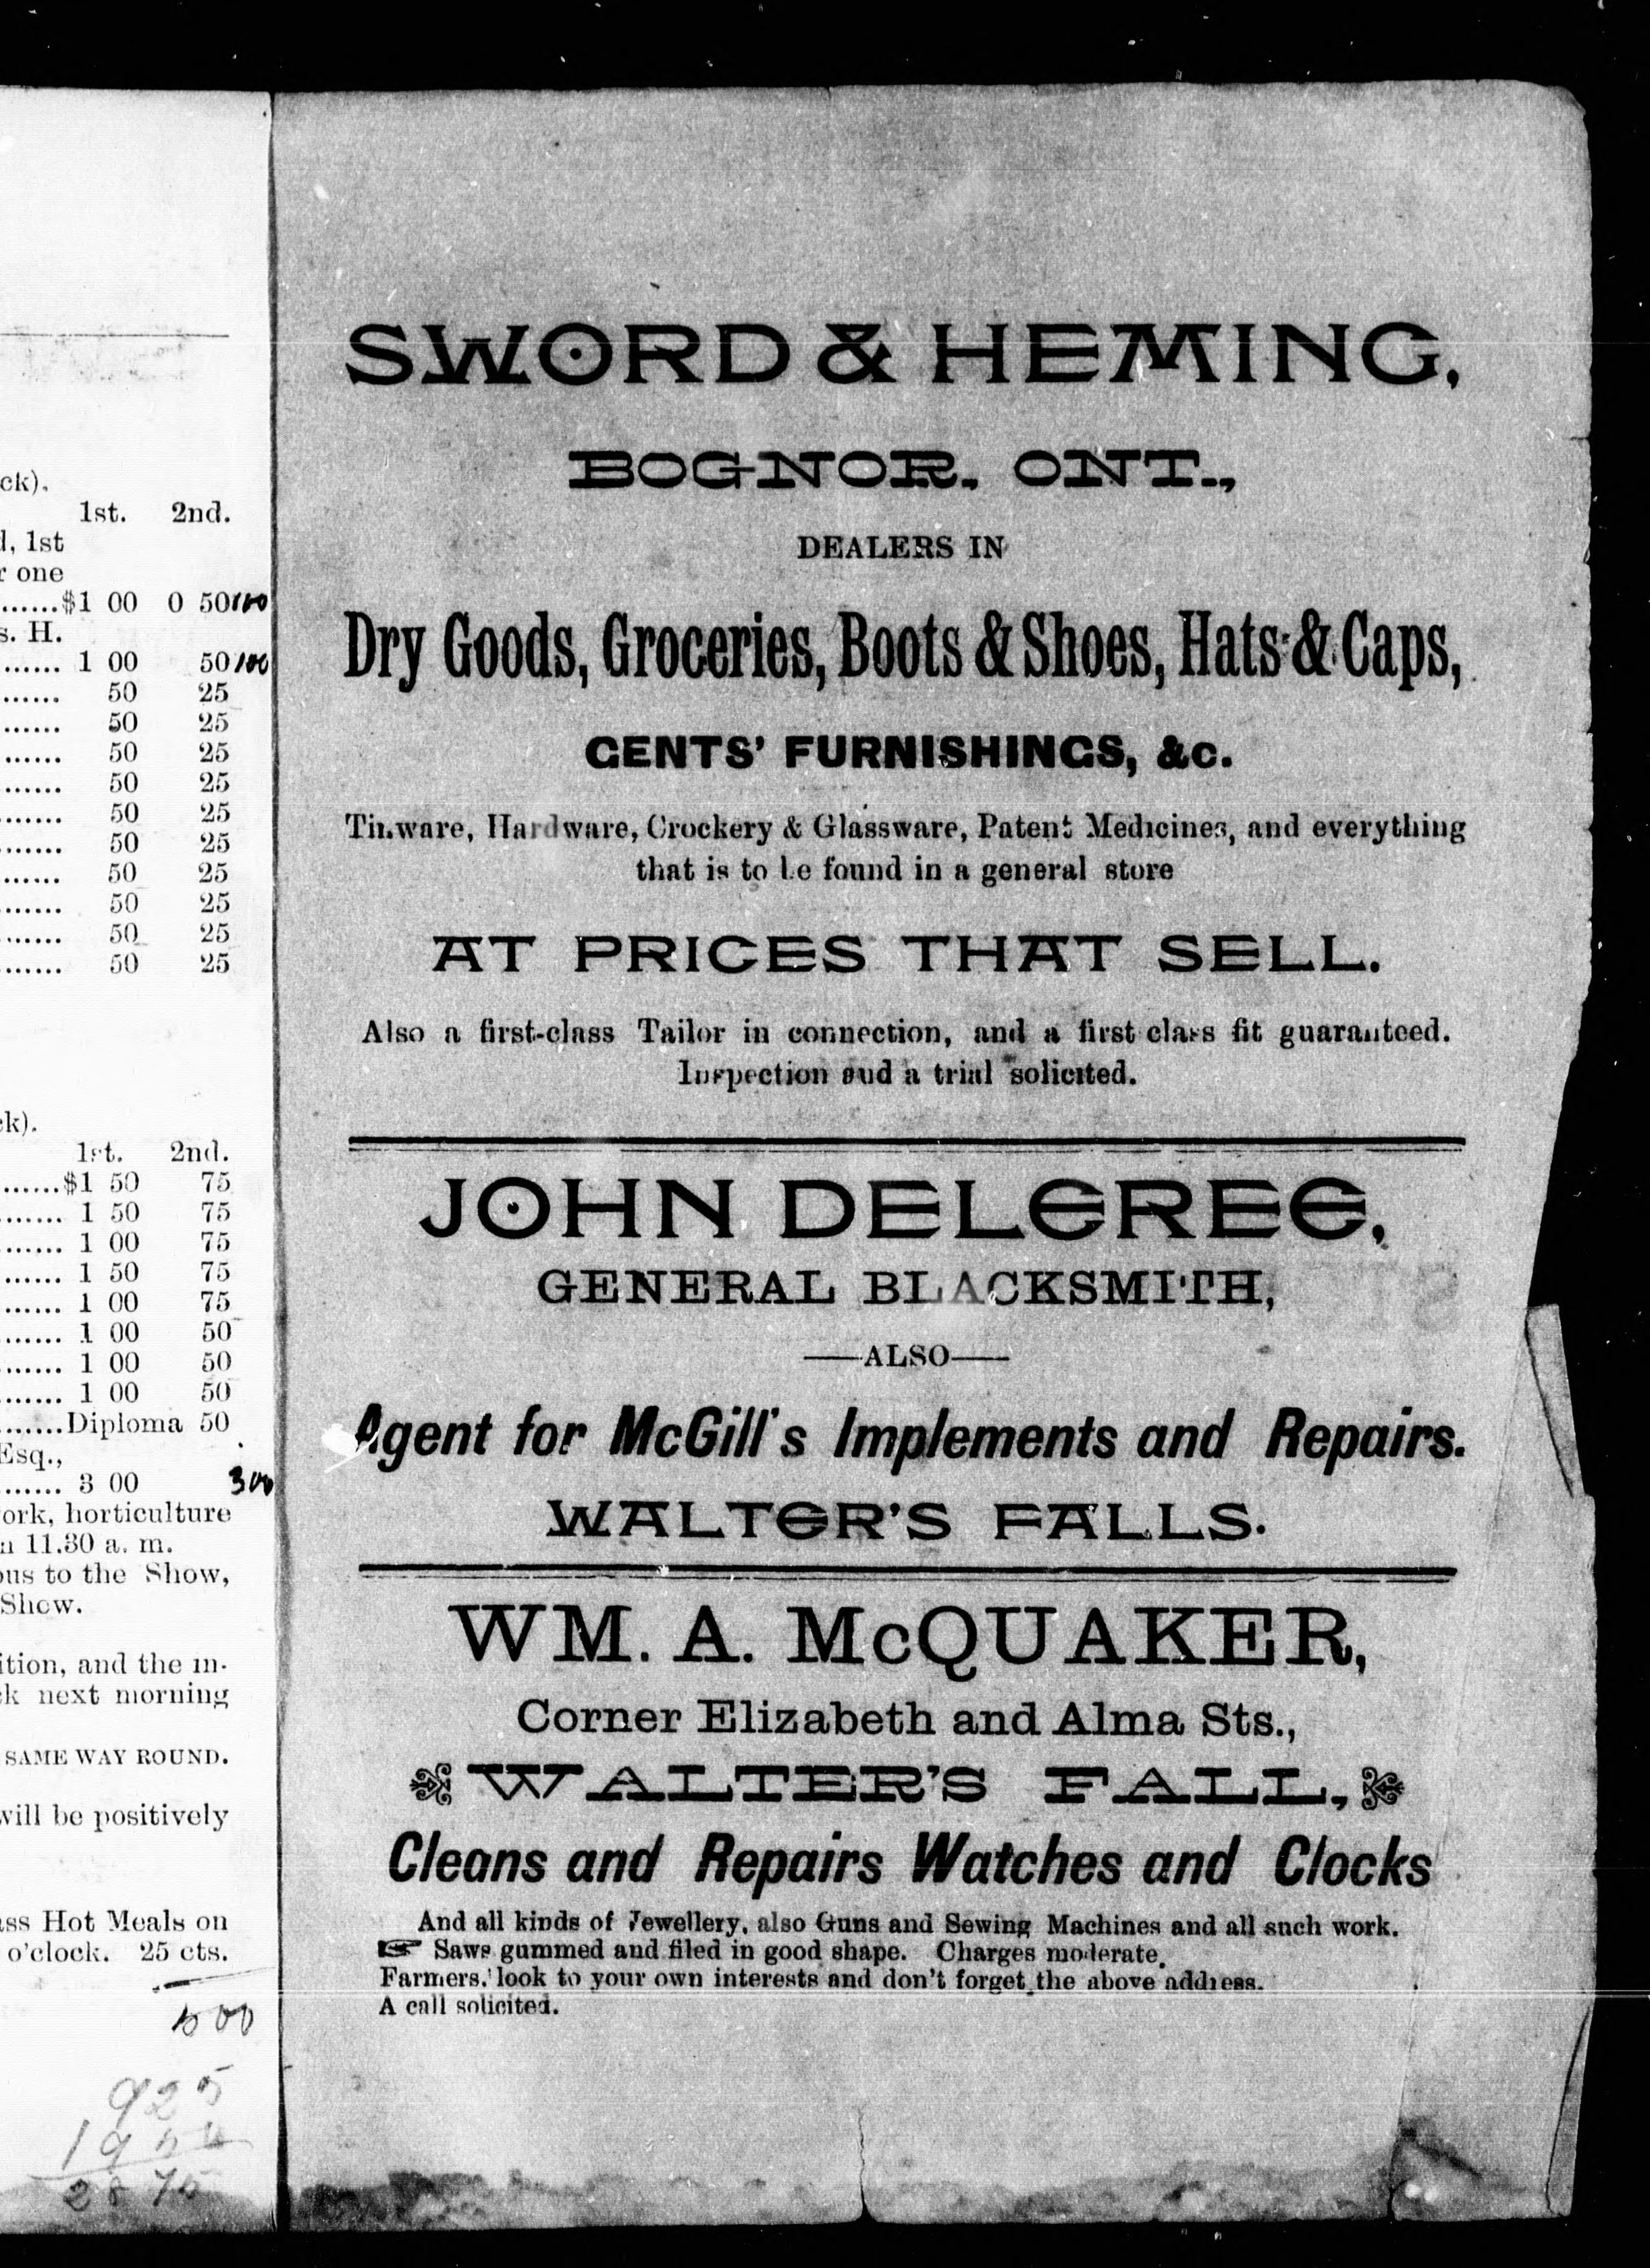 ck).
1st. 2nd.
d, 1st
r one
......$1 00 0 50 100
s. H.
...... 1 00 50 100
...... 50 25
...... 50 25
...... 50 25
...... 50 25
...... 50 25
...... 50 25
...... 50 25
...... 50 25
...... 50 25
...... 50 25
ck).
1st. 2nd.
......$1 50 75
...... 1 50 75
...... 1 00 75
...... 1 50 75
...... 1 00 75
...... 1 00 50
...... 1 00 50
...... 1 00 50
......Diploma 50
Esq.,
...... 3 00 300
ork, horticulture
n 11.30 a. m.
ous to the Show,
Show.
ition, and the in-
ck next morning
SAME WAY ROUND.
will be positively
ass Hot Meals on
o'clock. 25 cts.
925
2875
SWORD & HEMING,
BOGNOR, ONT.,
DEALERS IN
Dry Goods, Groceries, Boots & Shoes, Hats & Caps,
GENTS' FURNISHINGS, &c.
Tinware, Hardware, Crockery & Glassware, Patent Medicines, and everything
that is to be found in a general store
AT PRICES THAT SELL.
Also a first-class Tailor in connection, and a first class fit guaranteed.
Inspection and a trial solicited.
JOHN DELGREG,
GENERAL BLACKSMITH,
——ALSO——
Agent for McGill's Implements and Repairs.
WALTER'S FALLS.
WM. A. McQUAKER,
Corner Elizabeth and Alma Sts.,
WALTER'S FALL,
Cleans and Repairs Watches and Clocks
And all kinds of Jewellery, also Guns and Sewing Machines and all such work.
☞ Saws gummed and filed in good shape. Charges moderate.
Farmers, look to your own interests and don't forget the above address.
A call solicited.